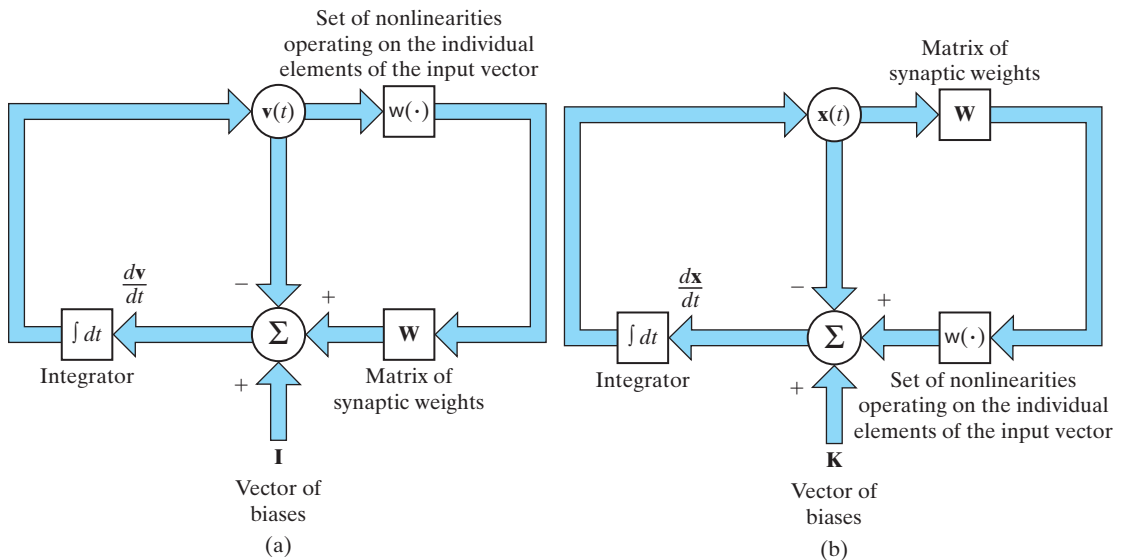 Set of nonlinearities
operating on the individual
elements of the input vector
v(t)
w(·)
dv
dt
−
+
∫ dt
Σ
W
Integrator
+
Matrix of
synaptic weights
I
Vector of
biases
(a)
Matrix of
synaptic weights
x(t)
W
dx
dt
−
+
∫ dt
Σ
w(·)
Integrator
+
Set of nonlinearities
operating on the individual
elements of the input vector
K
Vector of
biases
(b)